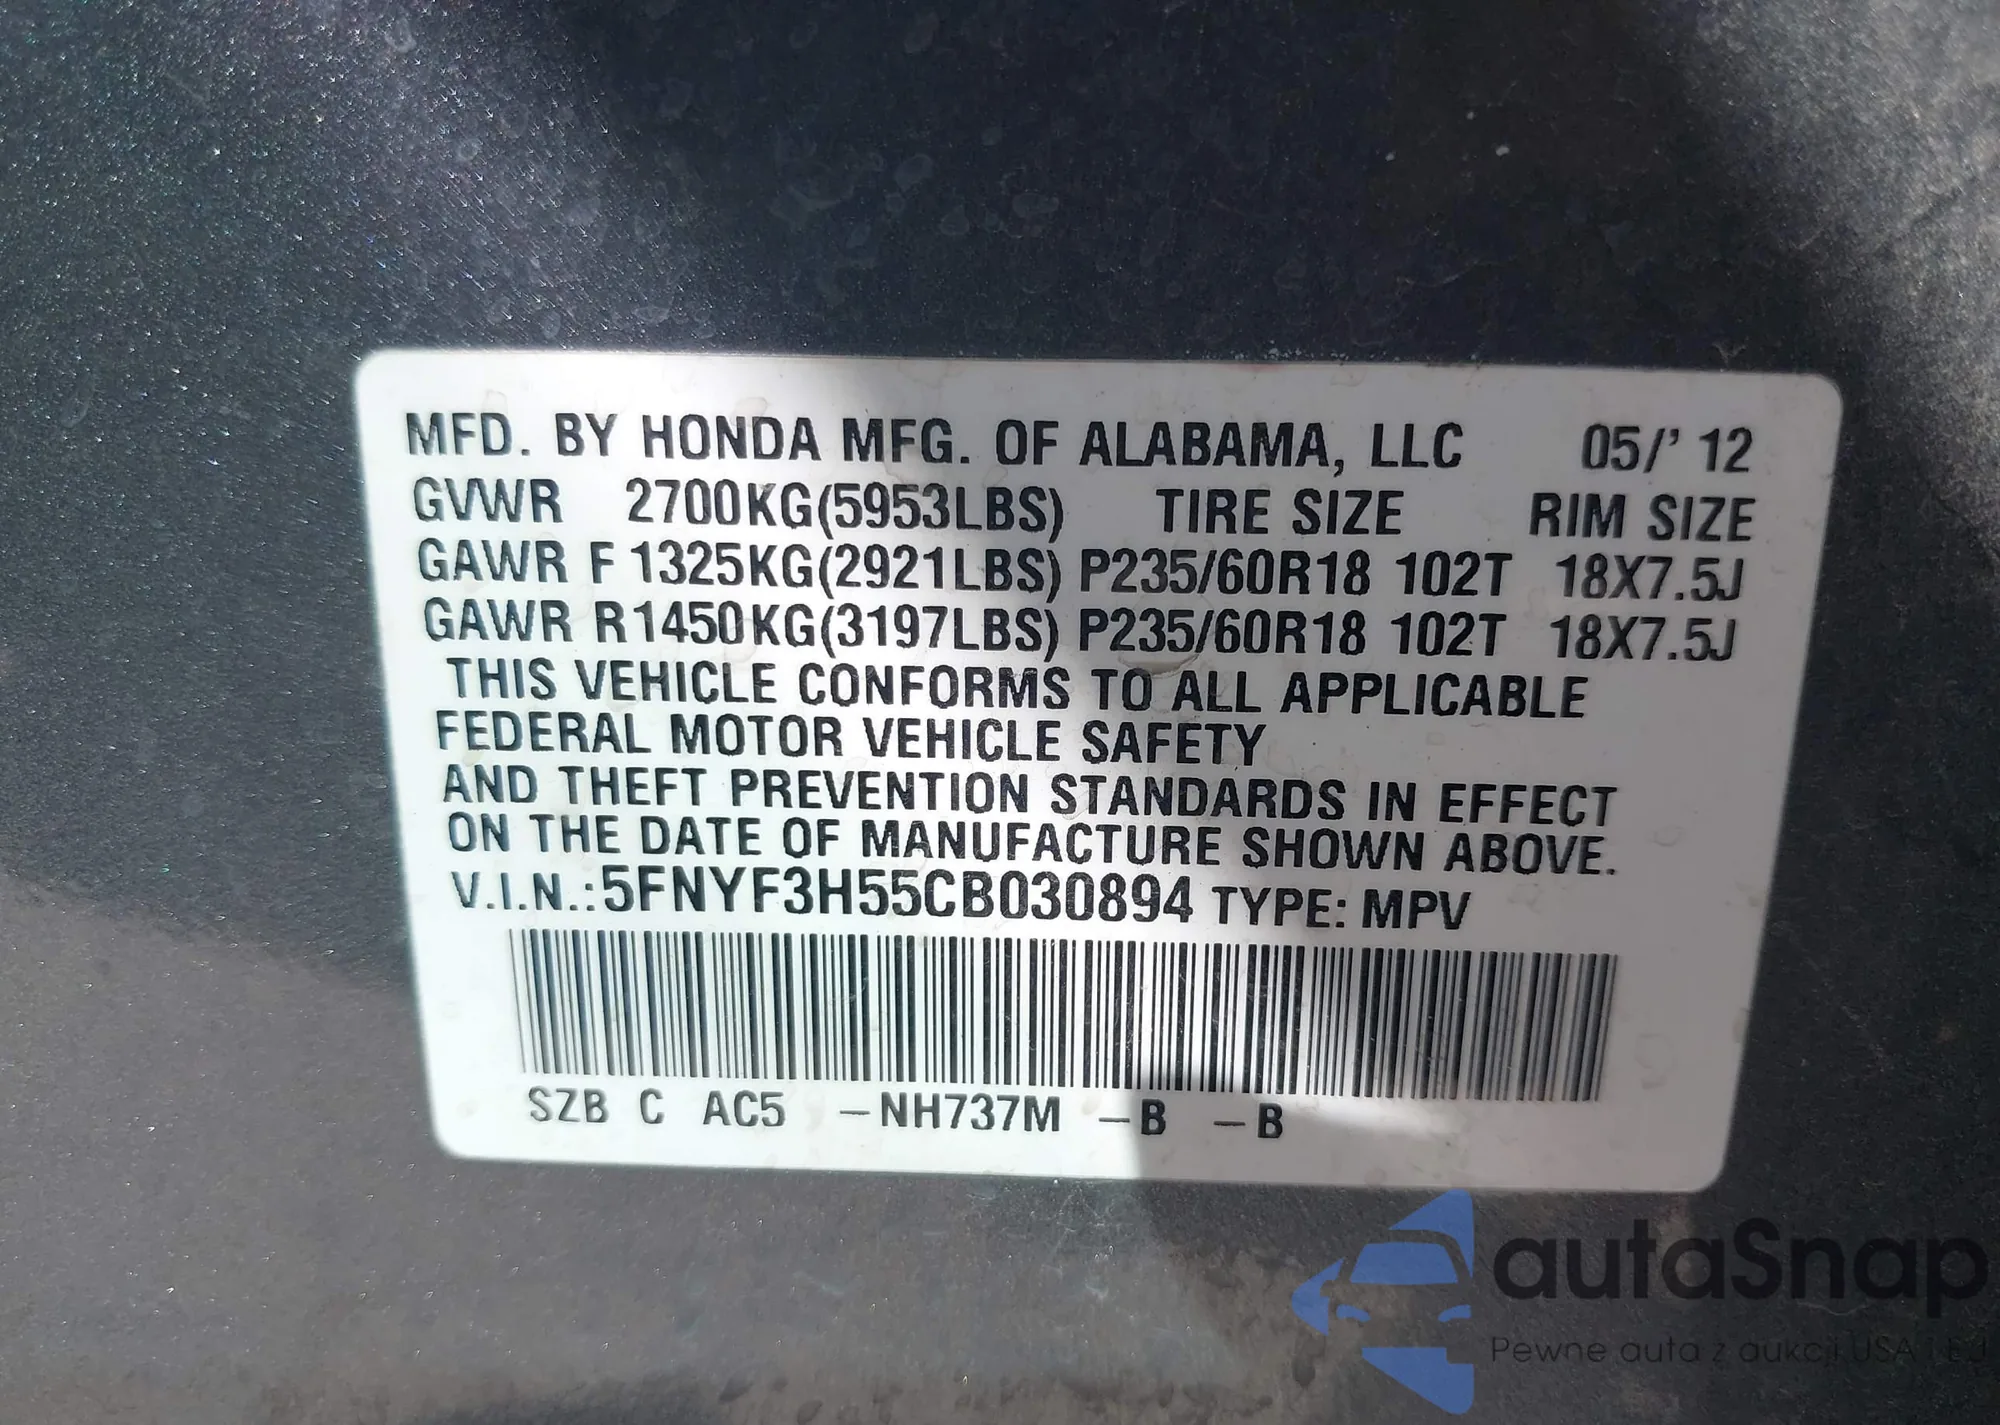 MFD. BY HONDA MFG. OF ALABAMA, LLC 05/' 12
GVWR 2700KG(5953LBS) TIRE SIZE RIM SIZE
GAWR F 1325KG(2921LBS) P235/60R18 102T 18X7.5J
GAWR R1450KG(3197LBS) P235/60R18 102T 18X7.5J
THIS VEHICLE CONFORMS TO ALL APPLICABLE
FEDERAL MOTOR VEHICLE SAFETY
AND THEFT PREVENTION STANDARDS IN EFFECT
ON THE DATE OF MANUFACTURE SHOWN ABOVE.
V.I.N.:5FNYF3H55CB030894 TYPE: MPV
SZB C AC5 –NH737M –B –B
autaSnap
Pewne auta z aukcji USA i EU